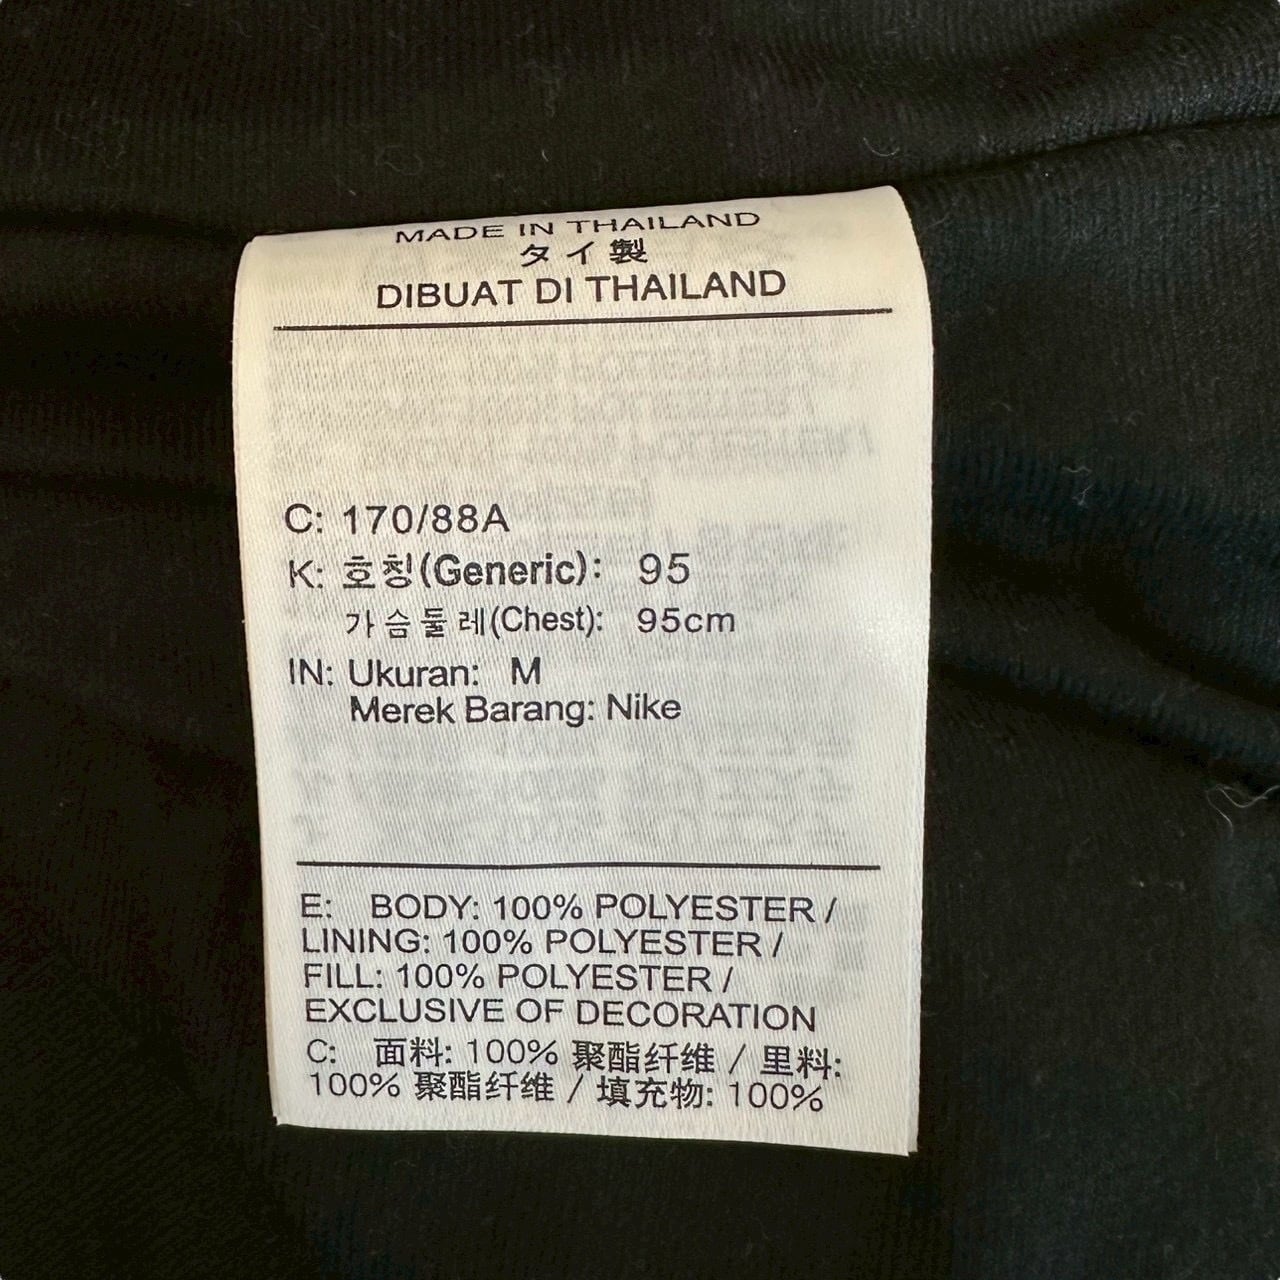 MADE IN THAILAND
タイ製
DIBUAT DI THAILAND
C: 170/88A
K: 호칭(Generic): 95
가슴둘레(Chest): 95cm
IN: Ukuran: M
Merek Barang: Nike
E: BODY: 100% POLYESTER /
LINING: 100% POLYESTER /
FILL: 100% POLYESTER /
EXCLUSIVE OF DECORATION
C: 面料: 100% 聚酯纤维 / 里料:
100% 聚酯纤维 / 填充物: 100%